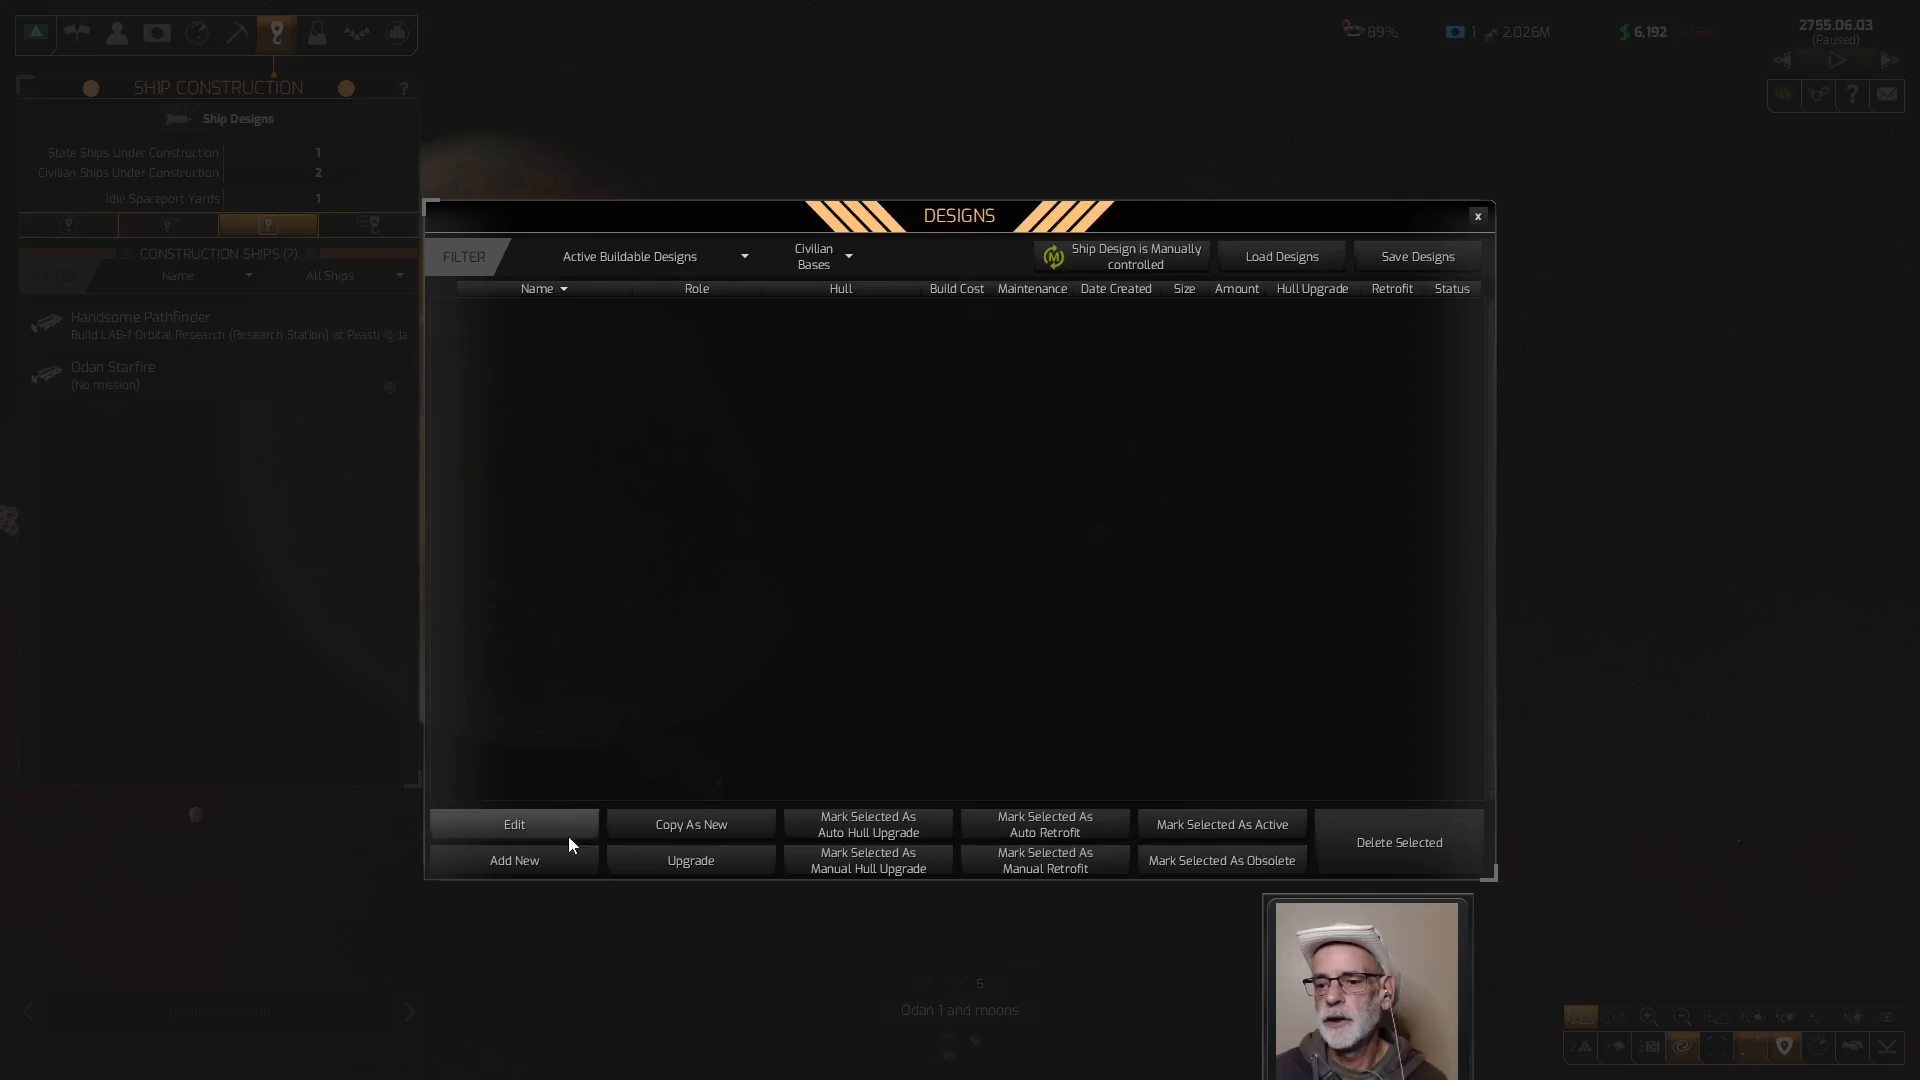 89%
1
2,026M
6,192
2755.06.03
(Paused)
SHIP CONSTRUCTION
?
Ship Designs
State Ships Under Construction 1
Civilian Ships Under Construction 2
Idle Spaceport Yards 1
CONSTRUCTION SHIPS (2)
FILTER
Name
All Ships
Handsome Pathfinder
Build LAB-1 Orbital Research (Research Station) at Peasti
Odan Starfire
(No mission)
DESIGNS
x
FILTER
Active Buildable Designs
Civilian
Bases
Ship Design is Manually
controlled
Load Designs
Save Designs
Name
Role
Hull
Build Cost
Maintenance
Date Created
Size
Amount
Hull Upgrade
Retrofit
Status
Edit
Copy As New
Mark Selected As
Auto Hull Upgrade
Mark Selected As
Auto Retrofit
Mark Selected As Active
Delete Selected
Add New
Upgrade
Mark Selected As
Manual Hull Upgrade
Mark Selected As
Manual Retrofit
Mark Selected As Obsolete
5
Odan 1 and moons